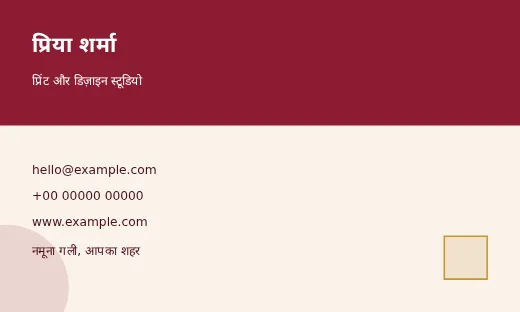 प्रिया शर्मा
प्रिंट और डिज़ाइन स्टूडियो
hello@example.com
+00 00000 00000
www.example.com
नमूना गली, आपका शहर